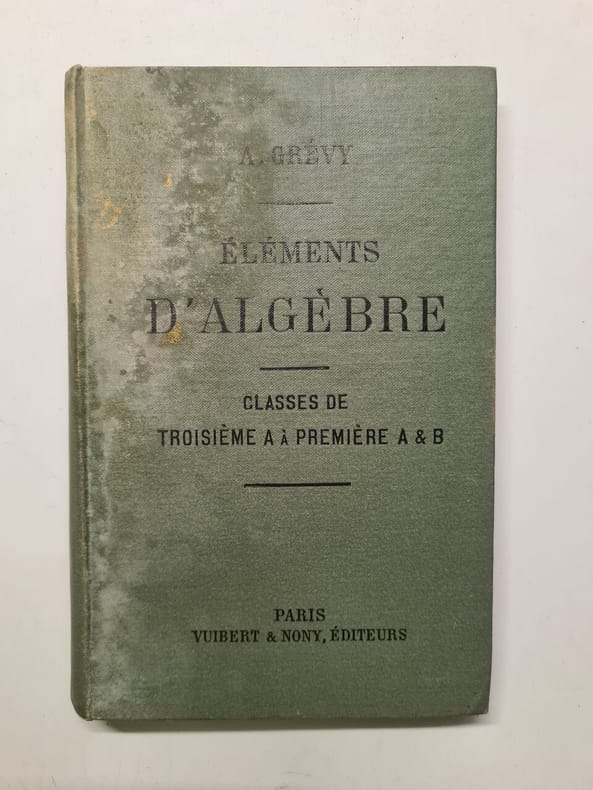 A. GRÉVY
ÉLÉMENTS
D'ALGÈBRE
CLASSES DE
TROISIÈME A À PREMIÈRE A & B
PARIS
VUIBERT & NONY, ÉDITEURS